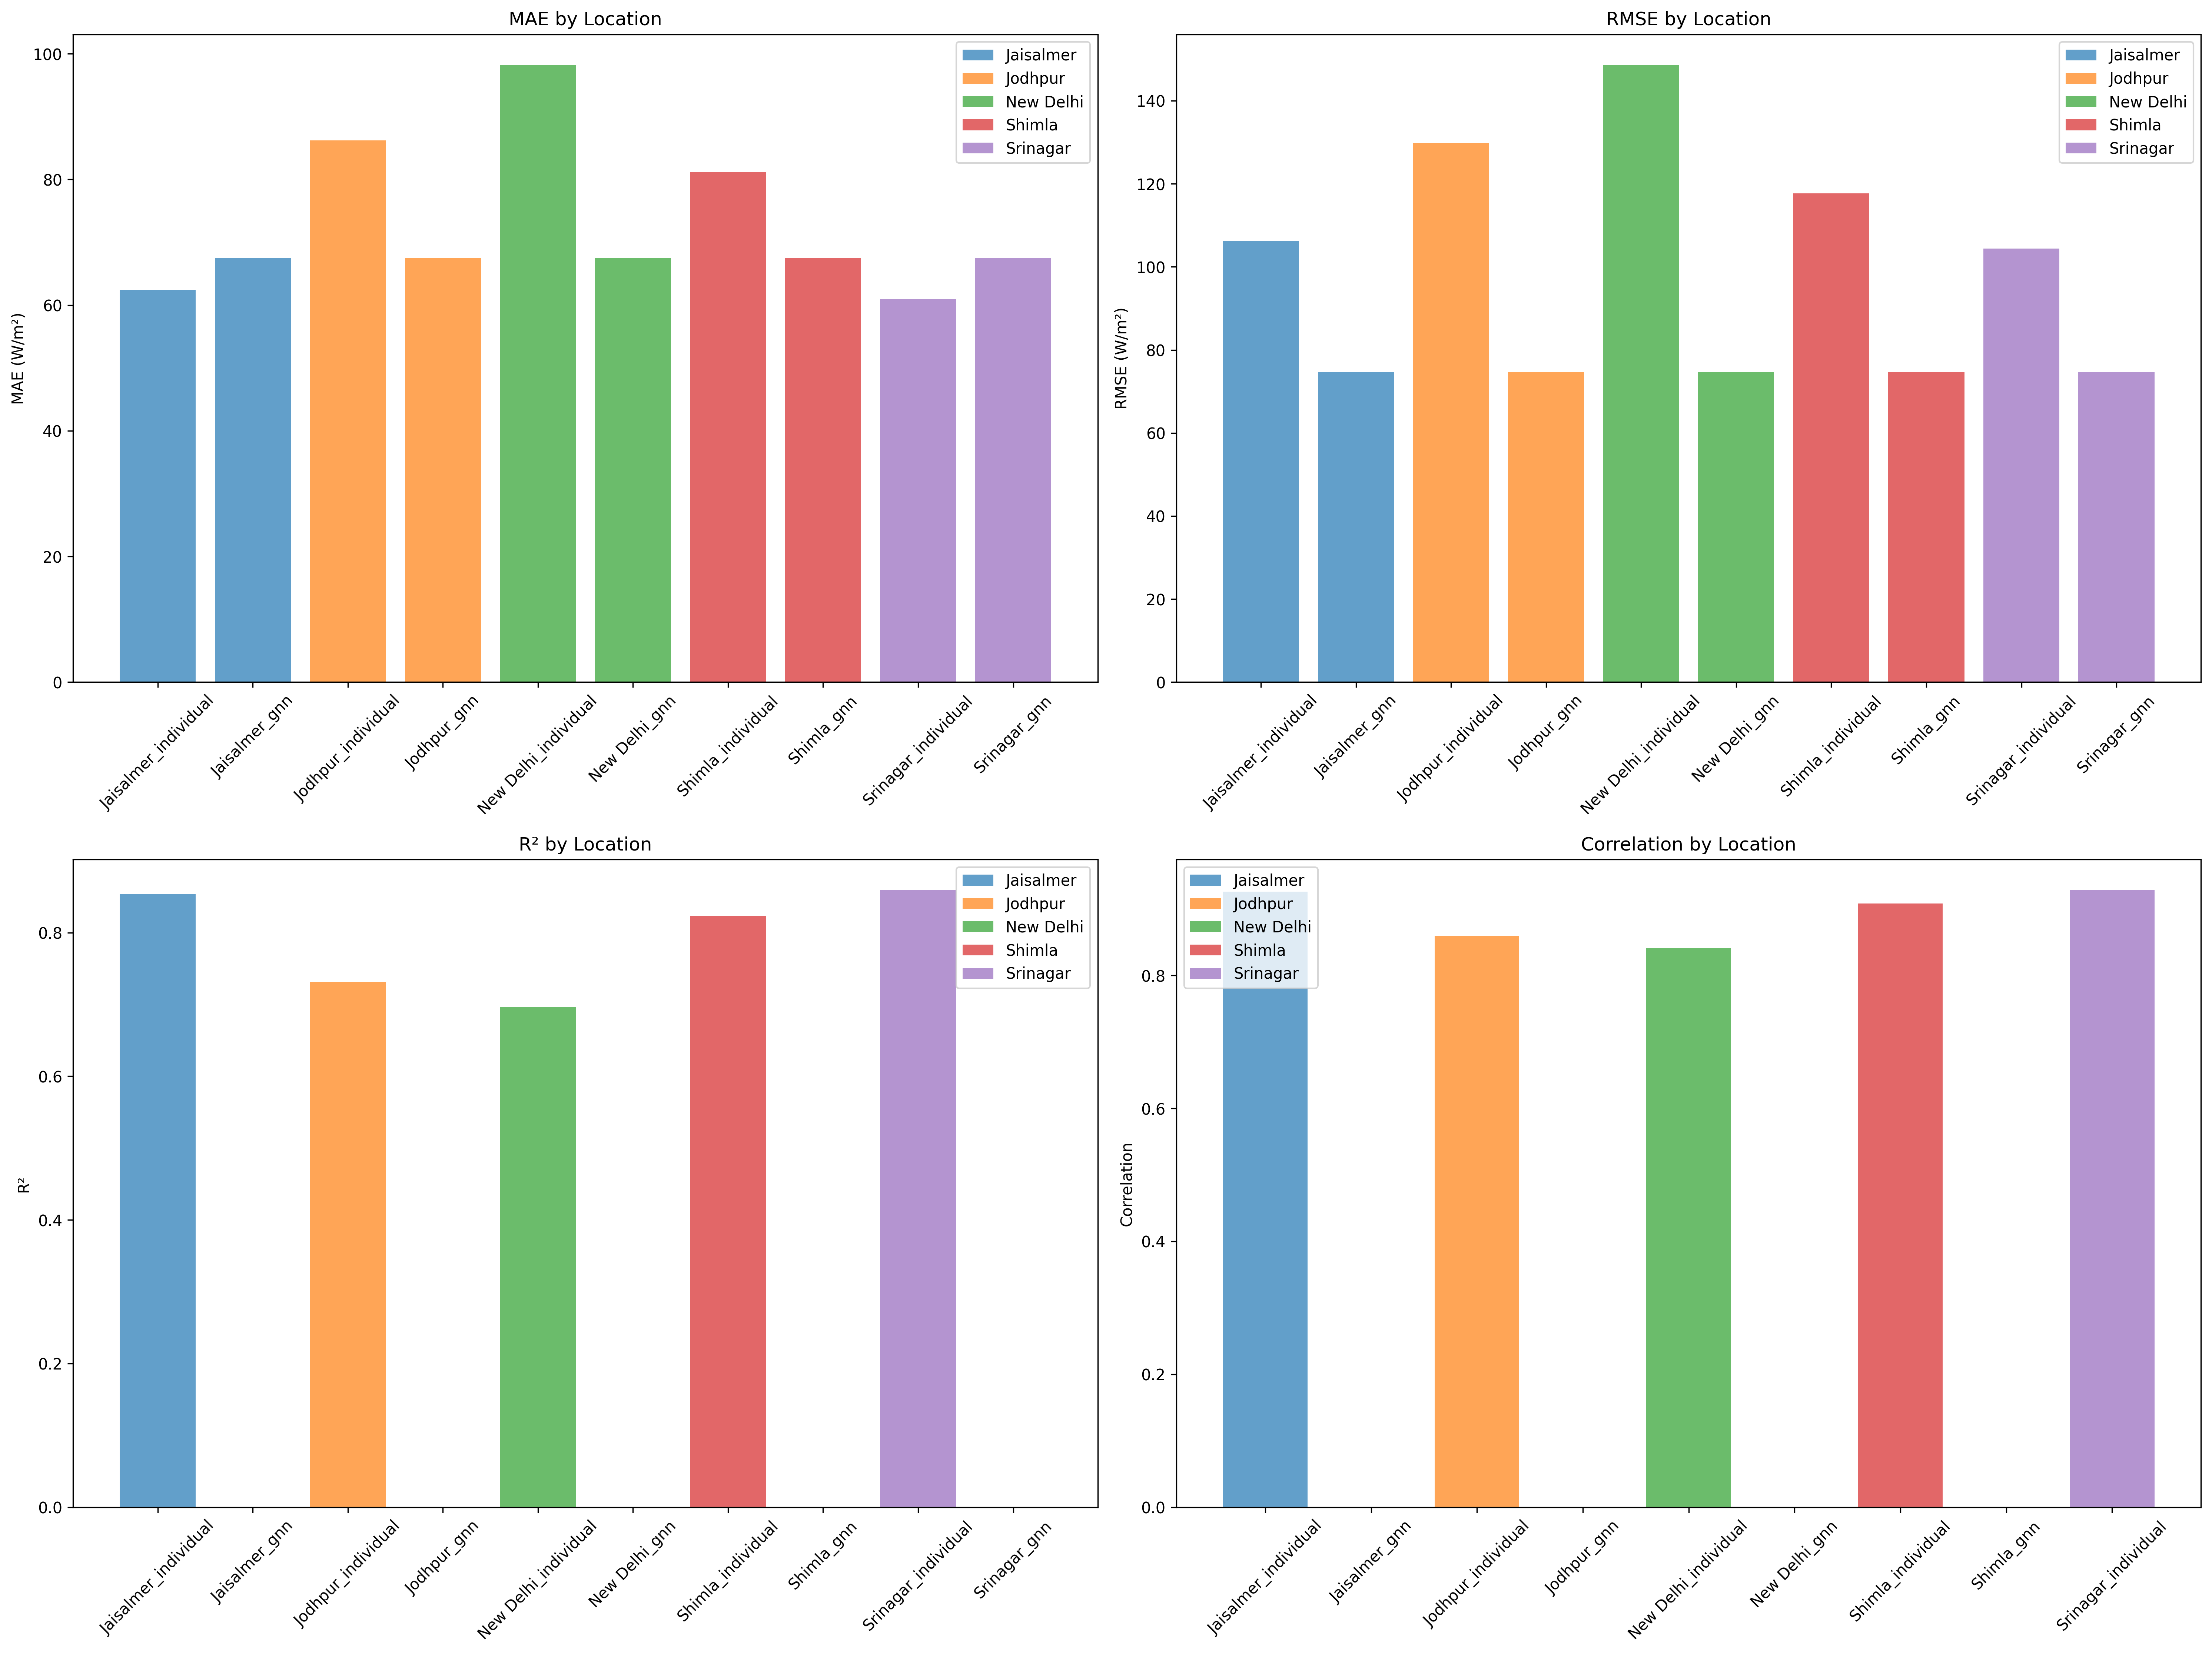 MAE by Location
MAE (W/m²)
100
80
60
40
20
0
Jaisalmer
Jodhpur
New Delhi
Shimla
Srinagar
Jaisalmer_individual
Jaisalmer_gnn
Jodhpur_individual
Jodhpur_gnn
New Delhi_individual
New Delhi_gnn
Shimla_individual
Shimla_gnn
Srinagar_individual
Srinagar_gnn
RMSE by Location
RMSE (W/m²)
140
120
100
80
60
40
20
0
Jaisalmer
Jodhpur
New Delhi
Shimla
Srinagar
Jaisalmer_individual
Jaisalmer_gnn
Jodhpur_individual
Jodhpur_gnn
New Delhi_individual
New Delhi_gnn
Shimla_individual
Shimla_gnn
Srinagar_individual
Srinagar_gnn
R² by Location
R²
0.8
0.6
0.4
0.2
0.0
Jaisalmer
Jodhpur
New Delhi
Shimla
Srinagar
Jaisalmer_individual
Jaisalmer_gnn
Jodhpur_individual
Jodhpur_gnn
New Delhi_individual
New Delhi_gnn
Shimla_individual
Shimla_gnn
Srinagar_individual
Srinagar_gnn
Correlation by Location
Correlation
0.8
0.6
0.4
0.2
0.0
Jaisalmer
Jodhpur
New Delhi
Shimla
Srinagar
Jaisalmer_individual
Jaisalmer_gnn
Jodhpur_individual
Jodhpur_gnn
New Delhi_individual
New Delhi_gnn
Shimla_individual
Shimla_gnn
Srinagar_individual